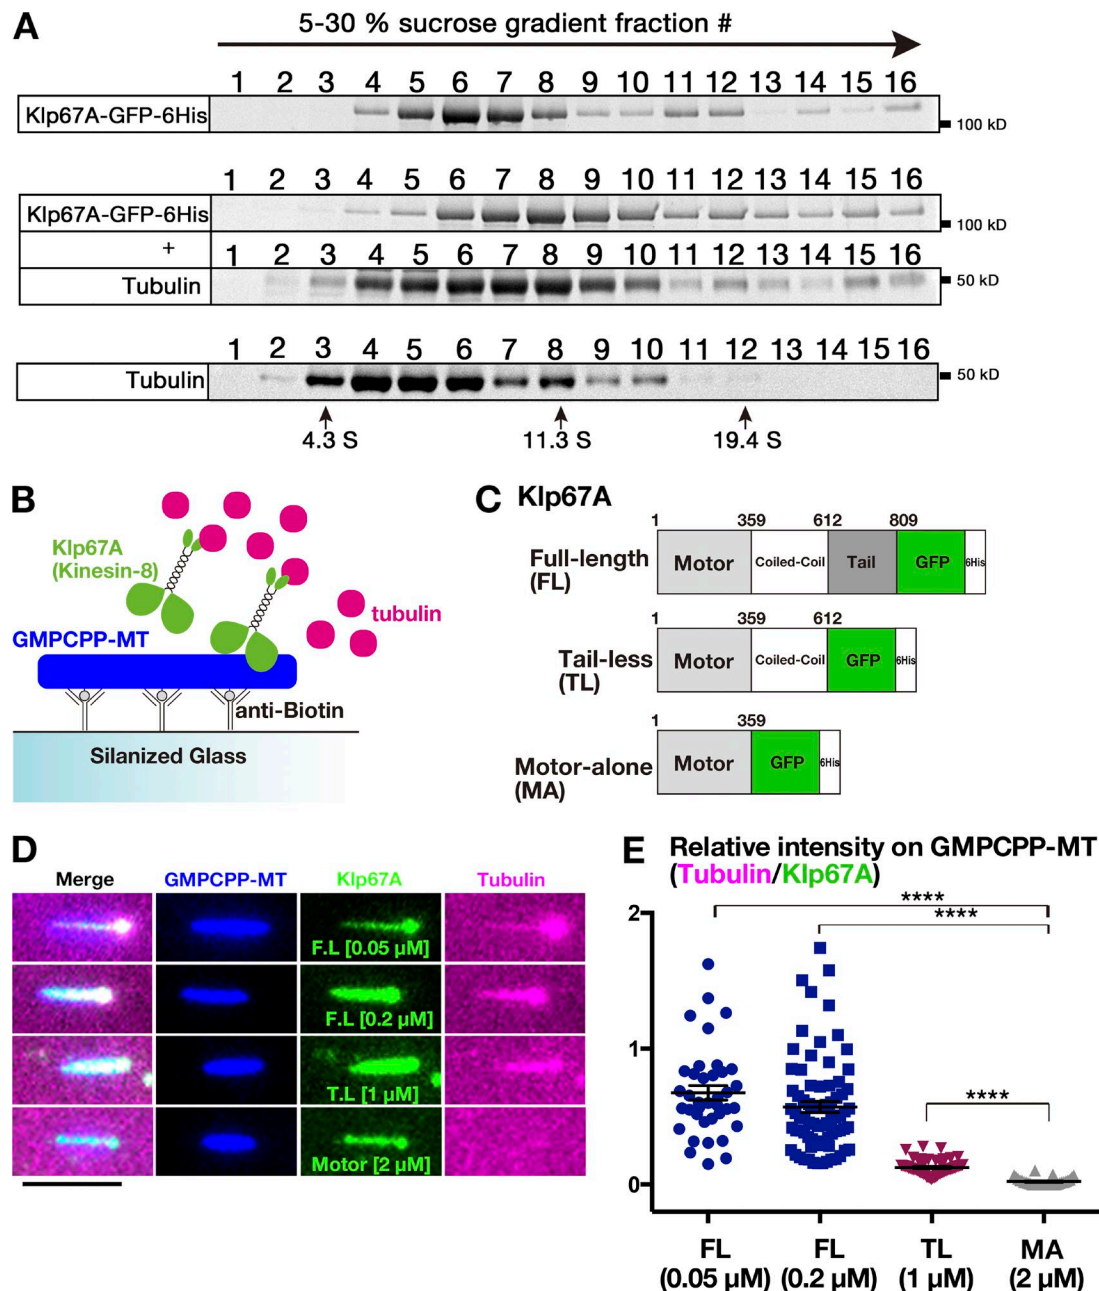 A
5-30 % sucrose gradient fraction #
1 2 3 4 5 6 7 8 9 10 11 12 13 14 15 16
Klp67A-GFP-6His
100 kD
1 2 3 4 5 6 7 8 9 10 11 12 13 14 15 16
Klp67A-GFP-6His
100 kD
+
1 2 3 4 5 6 7 8 9 10 11 12 13 14 15 16
Tubulin
50 kD
1 2 3 4 5 6 7 8 9 10 11 12 13 14 15 16
Tubulin
50 kD
4.3 S 11.3 S 19.4 S
B
Klp67A
(Kinesin-8)
tubulin
GMPCPP-MT
anti-Biotin
Silanized Glass
C Klp67A
1 359 612 809
Full-length
(FL)
Motor Coiled-Coil Tail GFP 6His
1 359 612
Tail-less
(TL)
Motor Coiled-Coil GFP 6His
1 359
Motor-alone
(MA)
Motor GFP 6His
D
Merge GMPCPP-MT Klp67A Tubulin
F.L [0.05 µM]
F.L [0.2 µM]
T.L [1 µM]
Motor [2 µM]
E Relative intensity on GMPCPP-MT
(Tubulin/Klp67A)
****
****
****
2
1
0
FL FL TL MA
(0.05 µM) (0.2 µM) (1 µM) (2 µM)